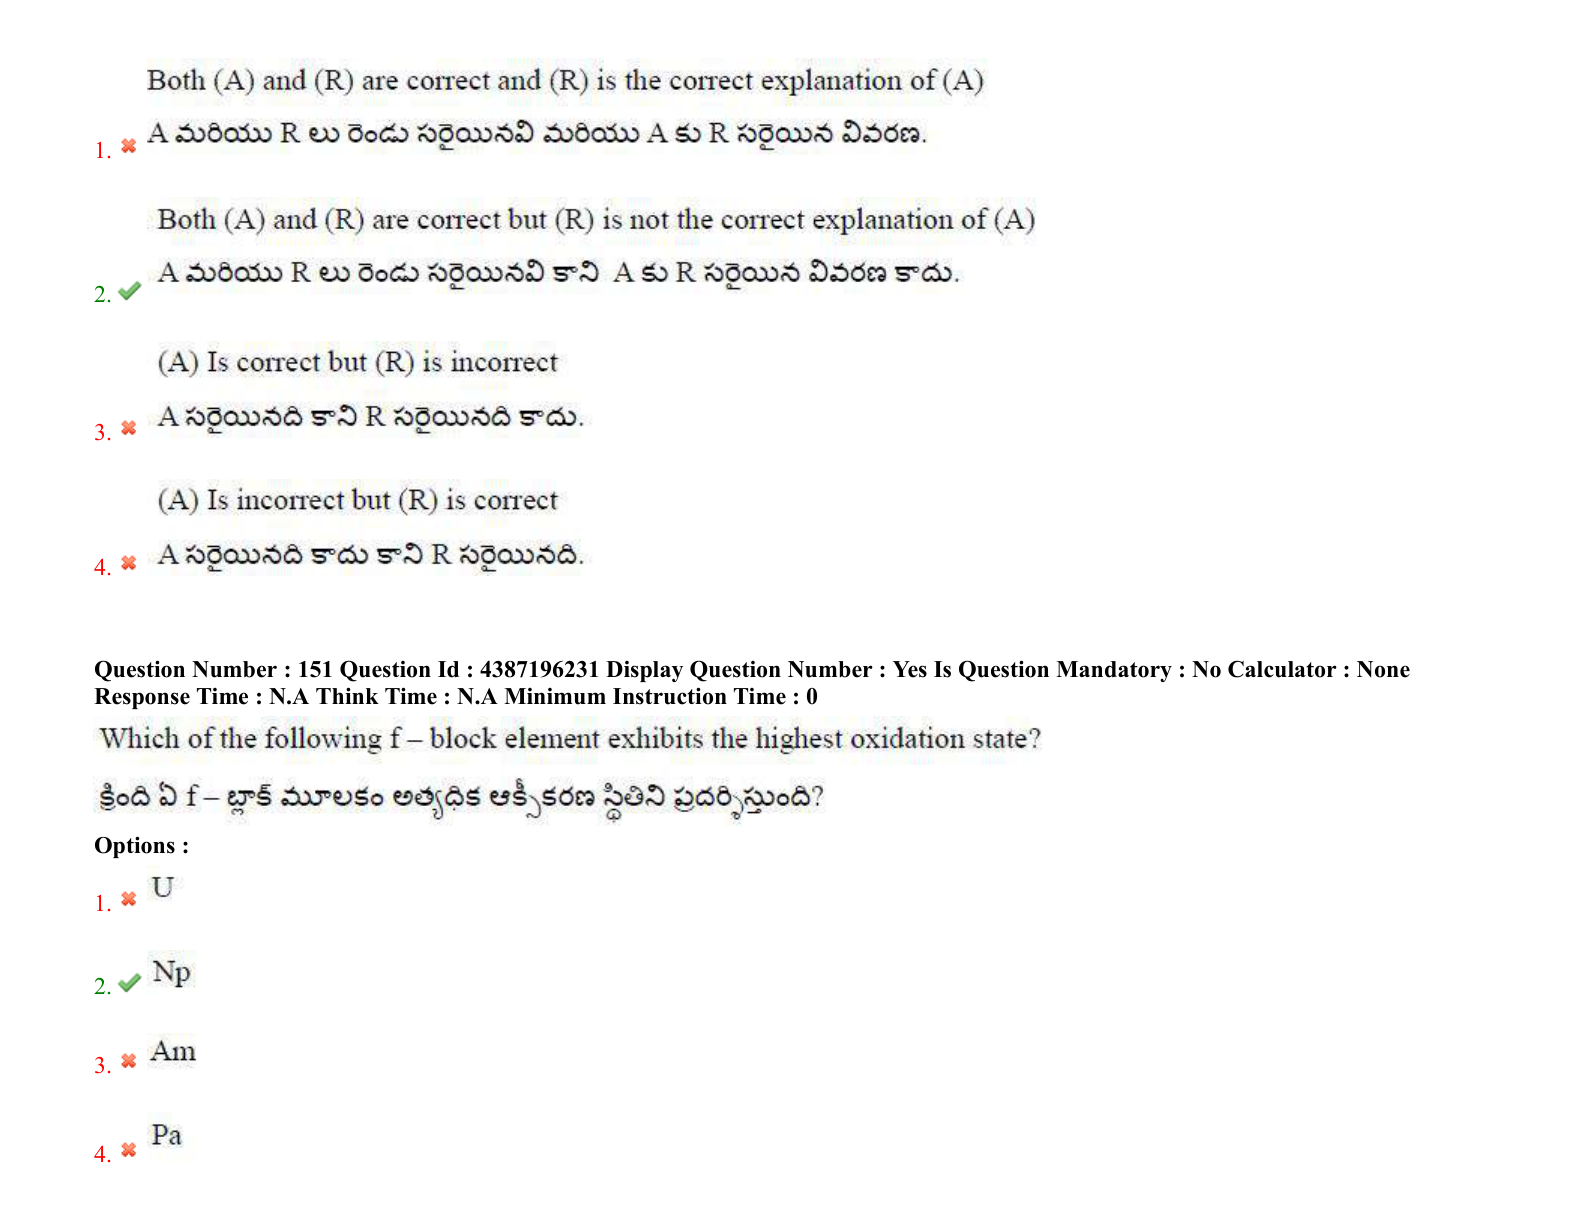 Both (A) and (R) are correct and (R) is the correct explanation of (A)
1. A మరియు R లు రెండు సరైయినవి మరియు A కు R సరైయిన వివరణ.
Both (A) and (R) are correct but (R) is not the correct explanation of (A)
2. A మరియు R లు రెండు సరైయినవి కాని A కు R సరైయిన వివరణ కాదు.
(A) Is correct but (R) is incorrect
3. A సరైయినది కాని R సరైయినది కాదు.
(A) Is incorrect but (R) is correct
4. A సరైయినది కాదు కాని R సరైయినది.
Question Number : 151 Question Id : 4387196231 Display Question Number : Yes Is Question Mandatory : No Calculator : None
Response Time : N.A Think Time : N.A Minimum Instruction Time : 0
Which of the following f – block element exhibits the highest oxidation state?
క్రింది ఏ f – బ్లాక్ మూలకం అత్యధిక ఆక్సీకరణ స్థితిని ప్రదర్శిస్తుంది?
Options :
1. U
2. Np
3. Am
4. Pa